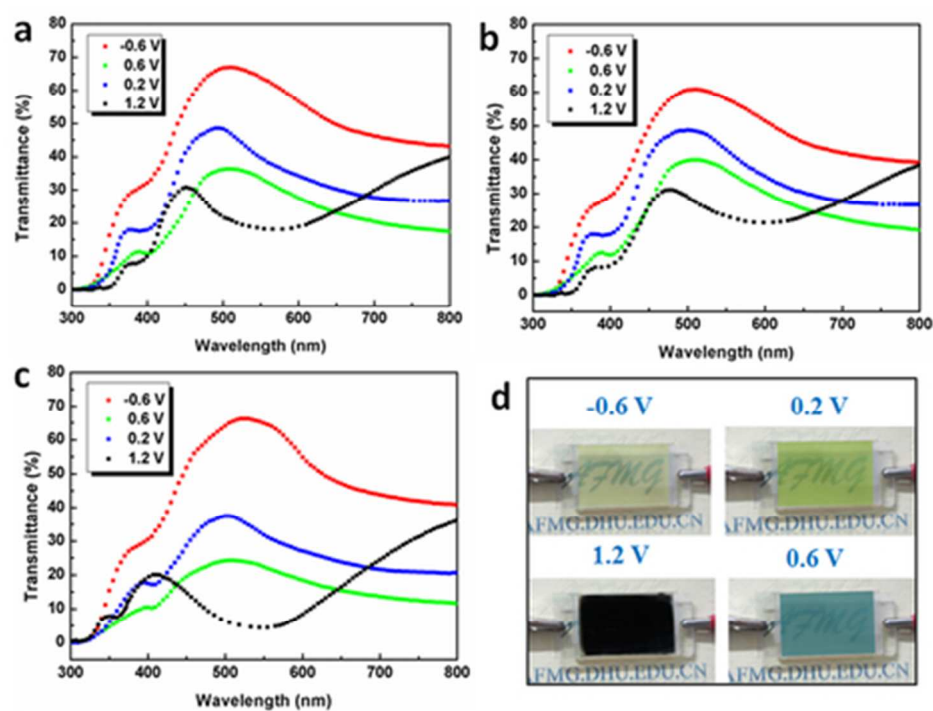 a
80
70
60
50
40
30
20
10
0
Transmittance (%)
-0.6 V
0.6 V
0.2 V
1.2 V
300 400 500 600 700 800
Wavelength (nm)
b
80
70
60
50
40
30
20
10
0
Transmittance (%)
-0.6 V
0.6 V
0.2 V
1.2 V
300 400 500 600 700 800
Wavelength (nm)
c
80
70
60
50
40
30
20
10
0
Transmittance (%)
-0.6 V
0.6 V
0.2 V
1.2 V
300 400 500 600 700 800
Wavelength (nm)
d
-0.6 V 0.2 V
AFMG AFMG
AFMG.DHU.EDU.CN AFMG.DHU.EDU.CN
1.2 V 0.6 V
AFMG
AFMG.DHU.EDU.CN AFMG.DHU.EDU.CN